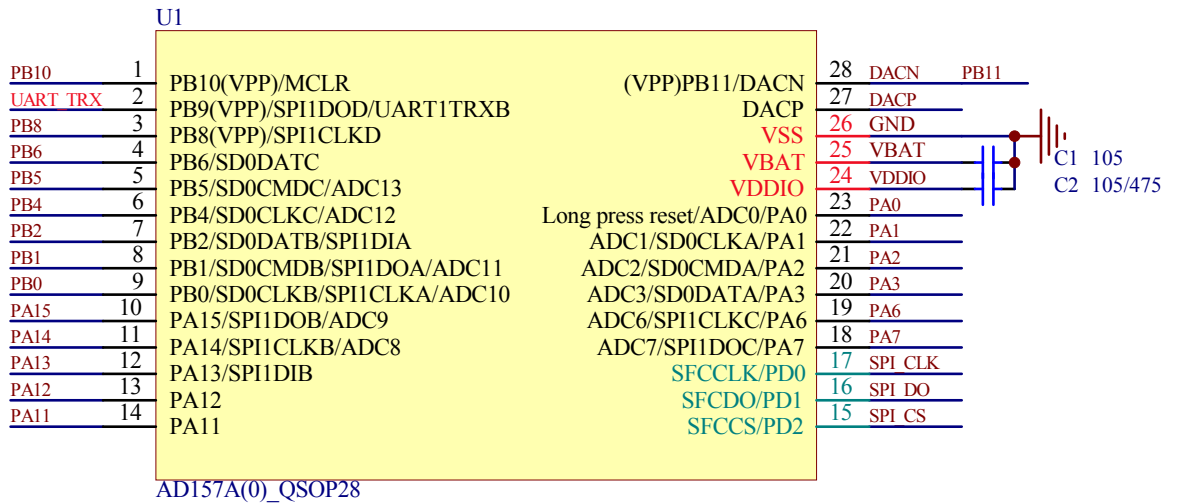 U1
PB10 1 PB10(VPP)/MCLR (VPP)PB11/DACN 28 DACN PB11
UART_TRX 2 PB9(VPP)/SPI1DOD/UART1TRXB DACP 27 DACP
PB8 3 PB8(VPP)/SPI1CLKD VSS 26 GND
PB6 4 PB6/SD0DATC VBAT 25 VBAT C1 105
PB5 5 PB5/SD0CMDC/ADC13 VDDIO 24 VDDIO C2 105/475
PB4 6 PB4/SD0CLKC/ADC12 Long press reset/ADC0/PA0 23 PA0
PB2 7 PB2/SD0DATB/SPI1DIA ADC1/SD0CLKA/PA1 22 PA1
PB1 8 PB1/SD0CMDB/SPI1DOA/ADC11 ADC2/SD0CMDA/PA2 21 PA2
PB0 9 PB0/SD0CLKB/SPI1CLKA/ADC10 ADC3/SD0DATA/PA3 20 PA3
PA15 10 PA15/SPI1DOB/ADC9 ADC6/SPI1CLKC/PA6 19 PA6
PA14 11 PA14/SPI1CLKB/ADC8 ADC7/SPI1DOC/PA7 18 PA7
PA13 12 PA13/SPI1DIB SFCCLK/PD0 17 SPI_CLK
PA12 13 PA12 SFCDO/PD1 16 SPI_DO
PA11 14 PA11 SFCCS/PD2 15 SPI_CS
AD157A(0)_QSOP28